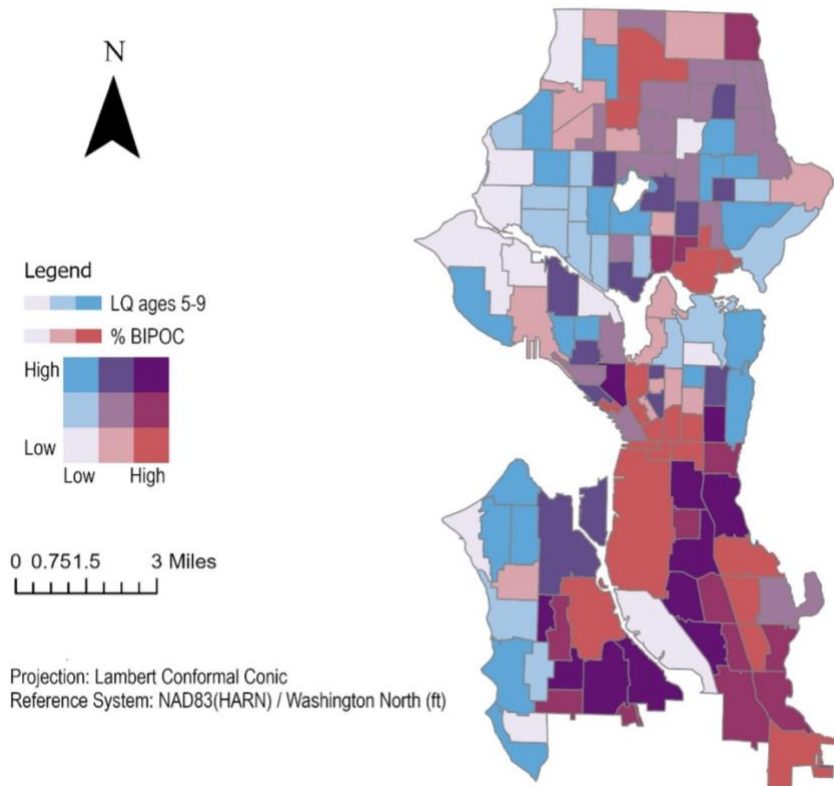 N
Legend
LQ ages 5-9
% BIPOC
High
Low
Low High
0 0.751.5 3 Miles
Projection: Lambert Conformal Conic
Reference System: NAD83(HARN) / Washington North (ft)